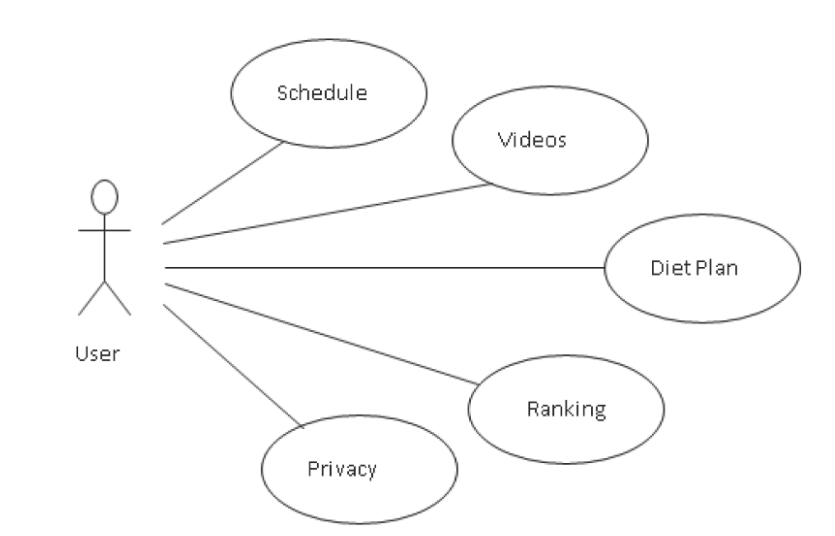 Schedule
Videos
Diet Plan
User
Ranking
Privacy